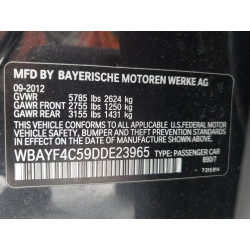 MFD BY BAYERISCHE MOTOREN WERKE AG
09-2012
GVWR 5785 lbs 2624 kg
GAWR FRONT 2755 lbs 1250 kg
GAWR REAR 3155 lbs 1431 kg
THIS VEHICLE CONFORMS TO ALL APPLICABLE
FEDERAL MOTOR VEHICLE SAFETY, BUMPER,
AND THEFT PREVENTION STANDARDS
IN EFFECT ON THE DATE OF MANUFACTURE
SHOWN ABOVE.
WBAYF4C59DDE23965 TYPE: PASSENGER CAR